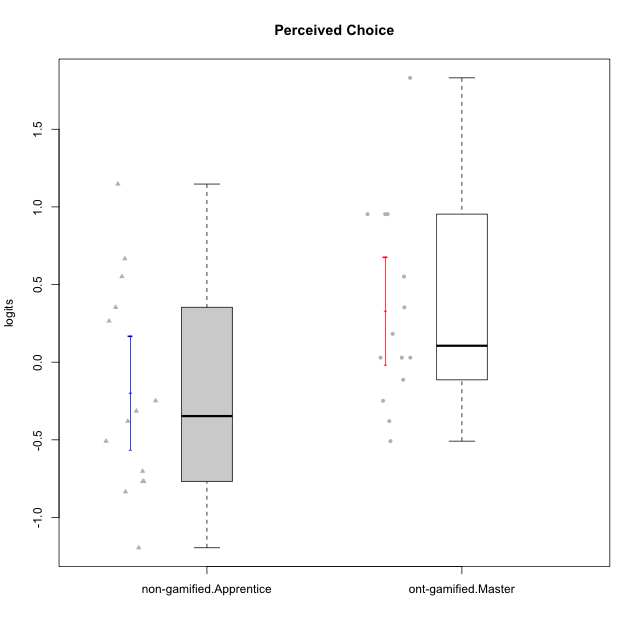 Perceived Choice
logits
1.5
1.0
0.5
0.0
-0.5
-1.0
non-gamified.Apprentice
ont-gamified.Master